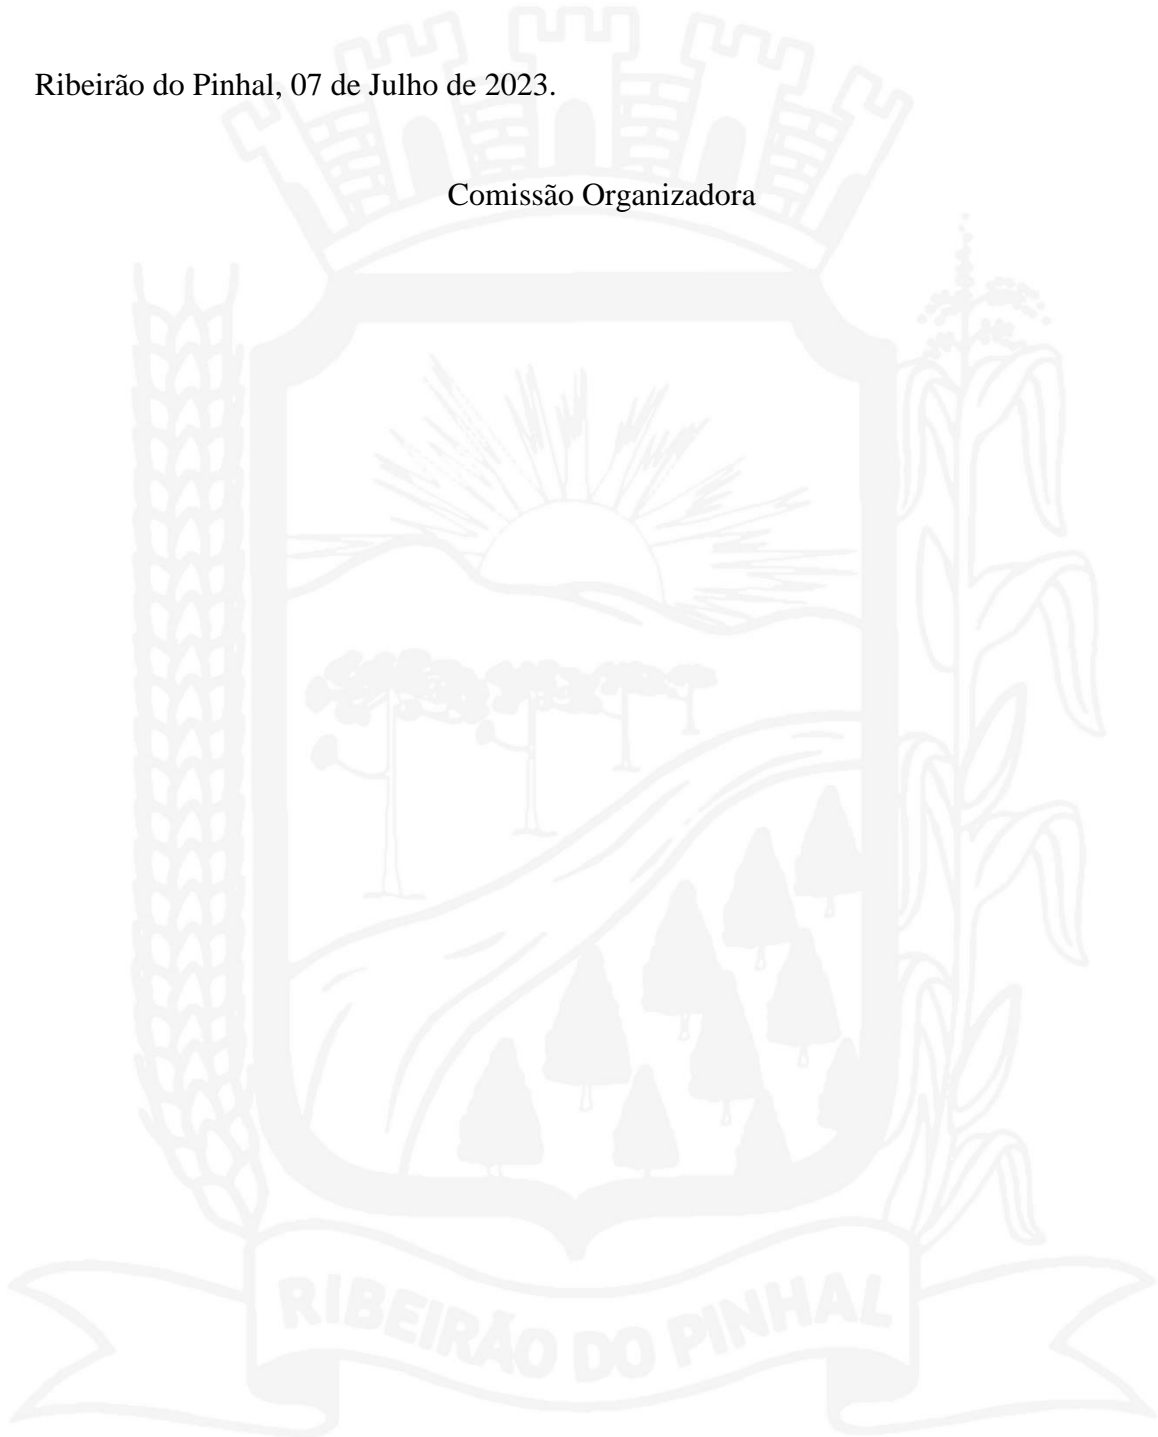 Ribeirão do Pinhal, 07 de Julho de 2023.
Comissão Organizadora
RIBEIRÃO DO PINHAL